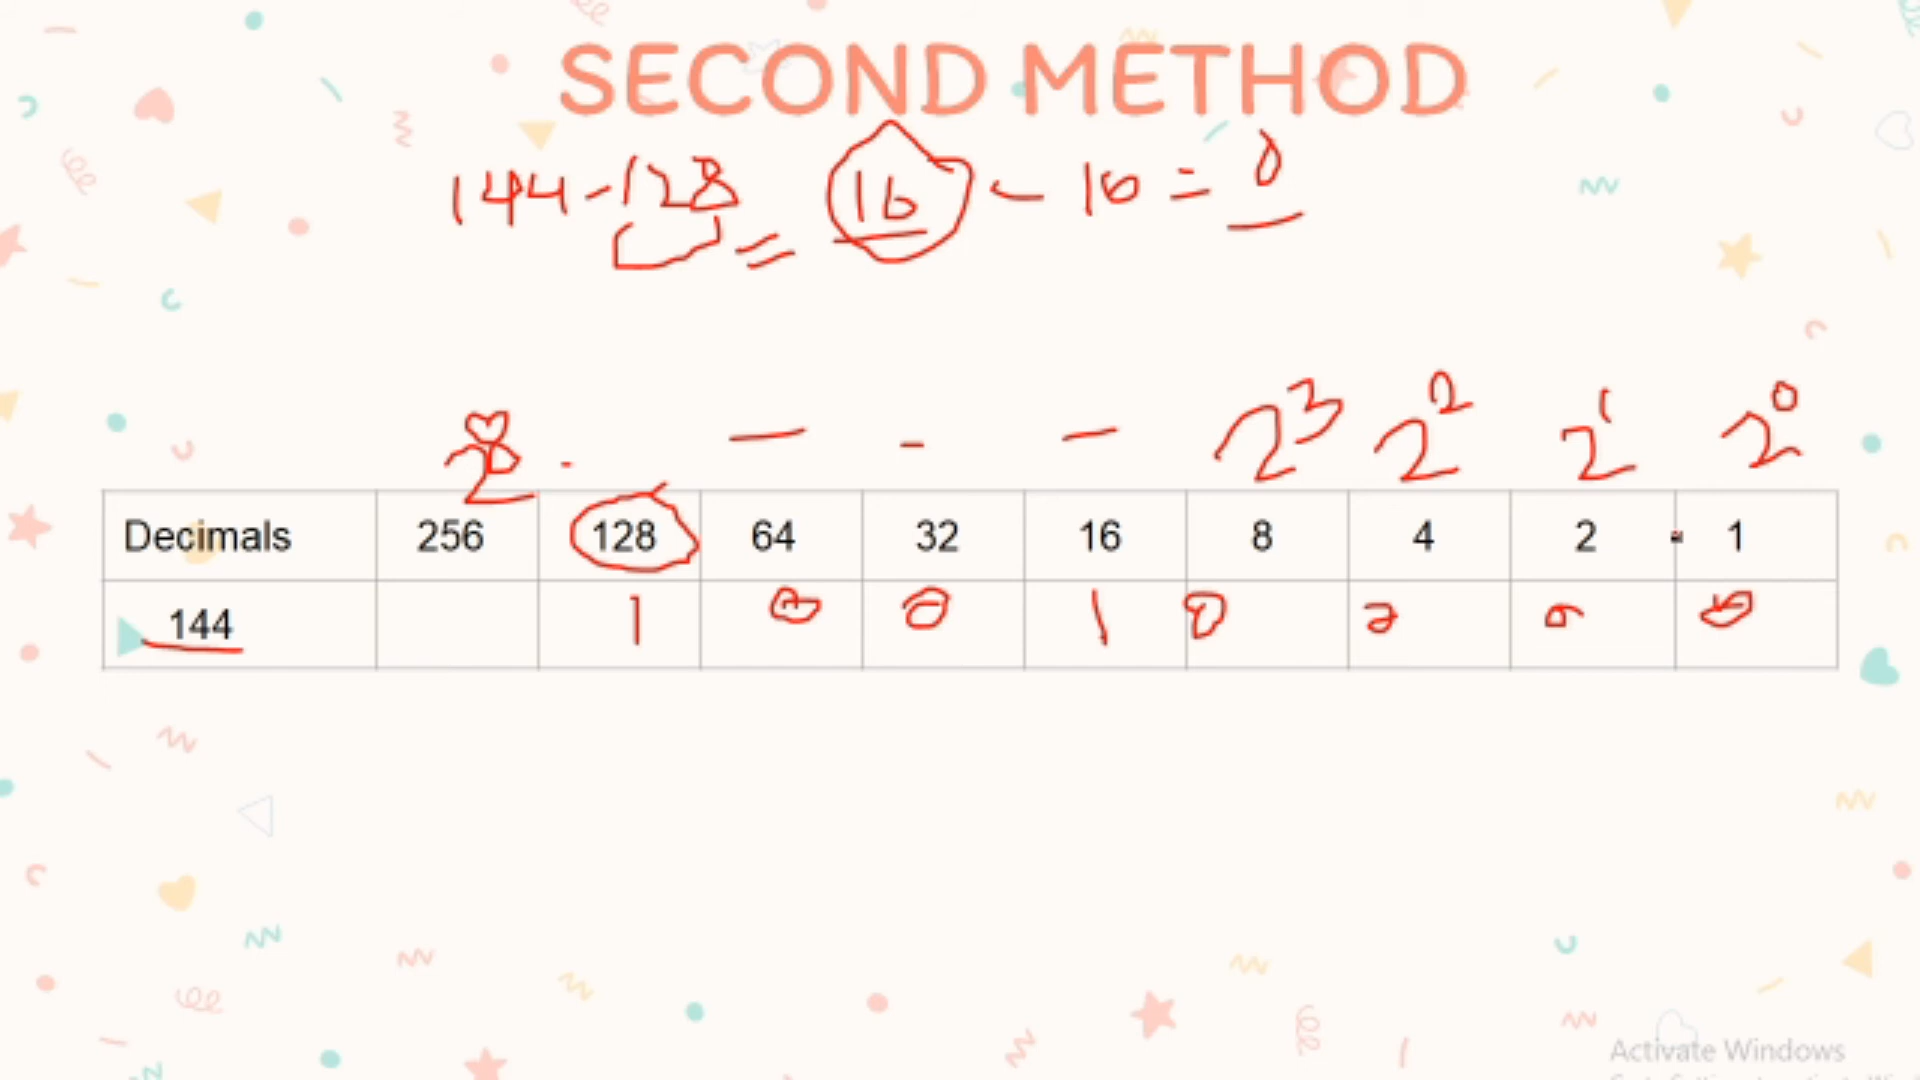 SECOND METHOD
144 - 128 = 16 - 16 = 0
2⁸ . — - — 2³ 2² 2¹ 2⁰
Decimals 256 128 64 32 16 8 4 2 1
144 1 0 0 1 0 0 0 0
Activate Windows